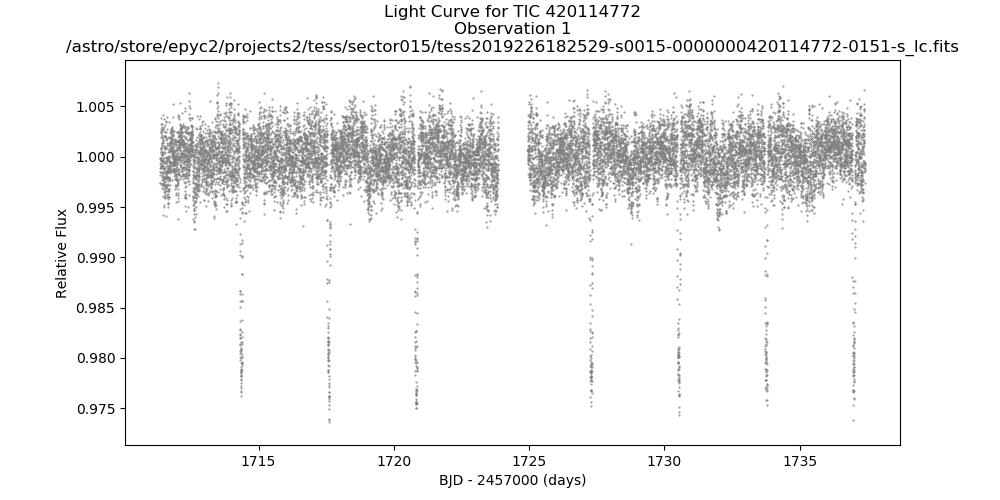 Light Curve for TIC 420114772
Observation 1
/astro/store/epyc2/projects2/tess/sector015/tess2019226182529-s0015-0000000420114772-0151-s_lc.fits
1.005
1.000
0.995
0.990
0.985
0.980
0.975
Relative Flux
1715
1720
1725
1730
1735
BJD - 2457000 (days)